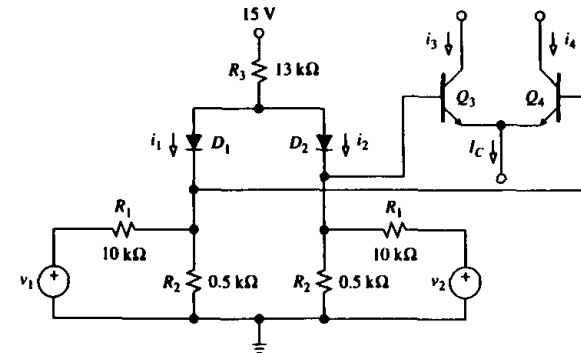 15 V
R₃ 13 kΩ
i₃ i₄
Q₃ Q₄
i₁ D₁ D₂ i₂
I_C
R₁ R₁
10 kΩ 10 kΩ
v₁ R₂ 0.5 kΩ R₂ 0.5 kΩ v₂
+ +